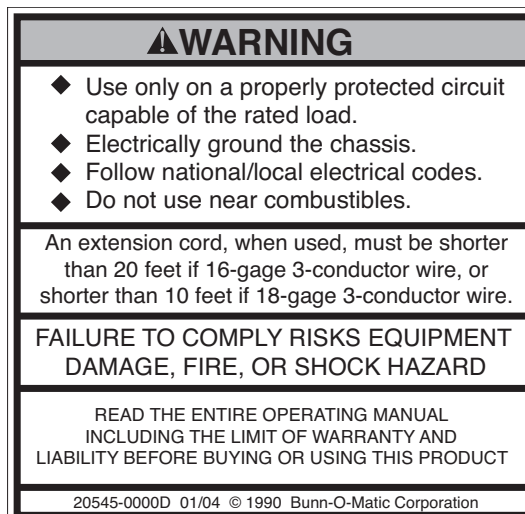 WARNING
◆ Use only on a properly protected circuit
capable of the rated load.
◆ Electrically ground the chassis.
◆ Follow national/local electrical codes.
◆ Do not use near combustibles.
An extension cord, when used, must be shorter
than 20 feet if 16-gage 3-conductor wire, or
shorter than 10 feet if 18-gage 3-conductor wire.
FAILURE TO COMPLY RISKS EQUIPMENT
DAMAGE, FIRE, OR SHOCK HAZARD
READ THE ENTIRE OPERATING MANUAL
INCLUDING THE LIMIT OF WARRANTY AND
LIABILITY BEFORE BUYING OR USING THIS PRODUCT
20545-0000D 01/04 © 1990 Bunn-O-Matic Corporation